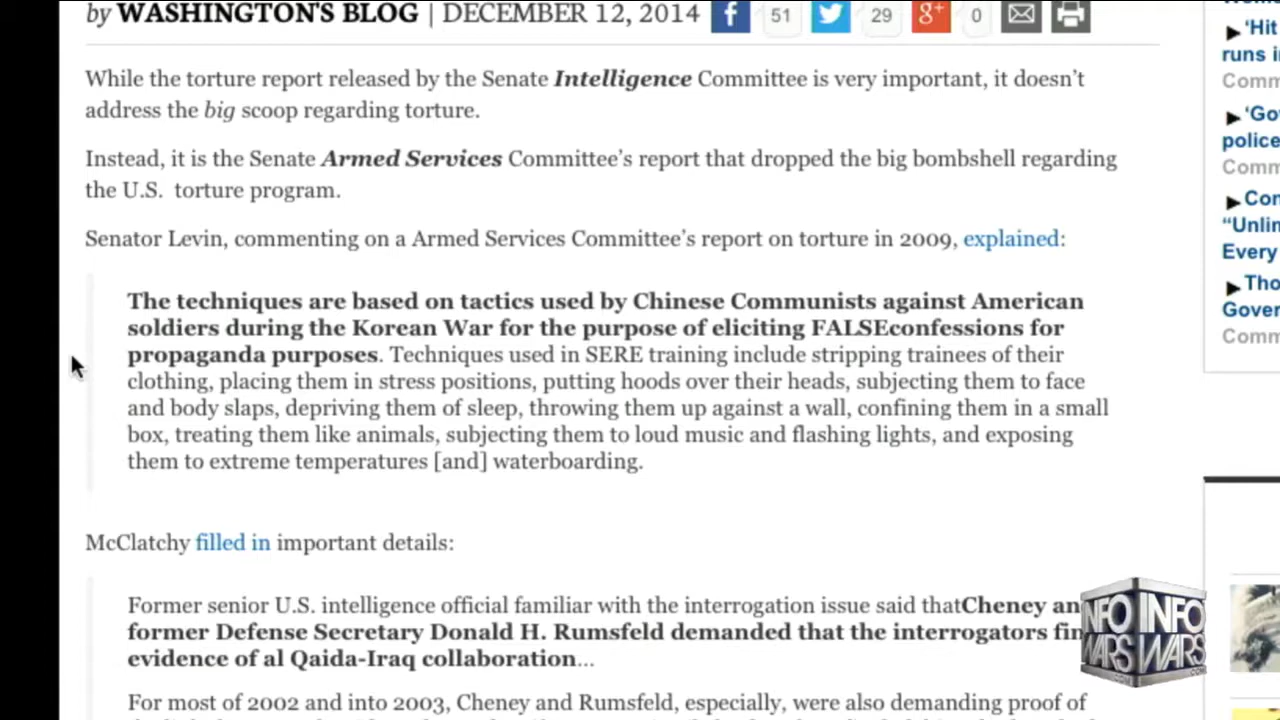 by WASHINGTON'S BLOG | DECEMBER 12, 2014 51 29 8+ 0
While the torture report released by the Senate Intelligence Committee is very important, it doesn't
address the big scoop regarding torture.
Instead, it is the Senate Armed Services Committee's report that dropped the big bombshell regarding
the U.S. torture program.
Senator Levin, commenting on a Armed Services Committee's report on torture in 2009, explained:
The techniques are based on tactics used by Chinese Communists against American
soldiers during the Korean War for the purpose of eliciting FALSEconfessions for
propaganda purposes. Techniques used in SERE training include stripping trainees of their
clothing, placing them in stress positions, putting hoods over their heads, subjecting them to face
and body slaps, depriving them of sleep, throwing them up against a wall, confining them in a small
box, treating them like animals, subjecting them to loud music and flashing lights, and exposing
them to extreme temperatures [and] waterboarding.
McClatchy filled in important details:
Former senior U.S. intelligence official familiar with the interrogation issue said thatCheney an
former Defense Secretary Donald H. Rumsfeld demanded that the interrogators fin
evidence of al Qaida-Iraq collaboration...
For most of 2002 and into 2003, Cheney and Rumsfeld, especially, were also demanding proof of
'Hit
runs i
Comm
'Go
police
Comm
Con
"Unlin
Every
Tho
Gover
Comm
INFO INFO
WARS WARS
.COM